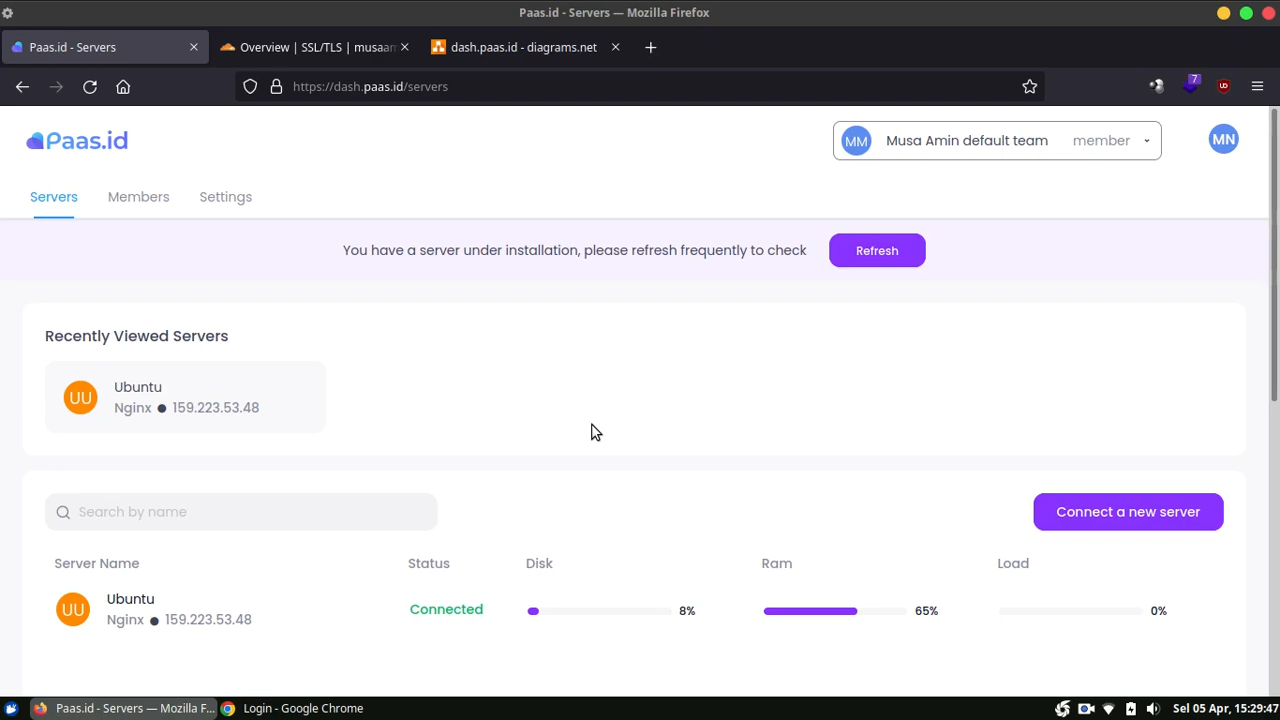 Paas.id - Servers — Mozilla Firefox
Paas.id - Servers
Overview | SSL/TLS | musaam
dash.paas.id - diagrams.net
https://dash.paas.id/servers
7
Paas.id
MM Musa Amin default team member
MN
Servers Members Settings
You have a server under installation, please refresh frequently to check Refresh
Recently Viewed Servers
UU Ubuntu
Nginx ● 159.223.53.48
Search by name
Connect a new server
Server Name Status Disk Ram Load
UU Ubuntu
Nginx ● 159.223.53.48
Connected 8% 65% 0%
Paas.id - Servers — Mozilla F...
Login - Google Chrome
Sel 05 Apr, 15:29:47